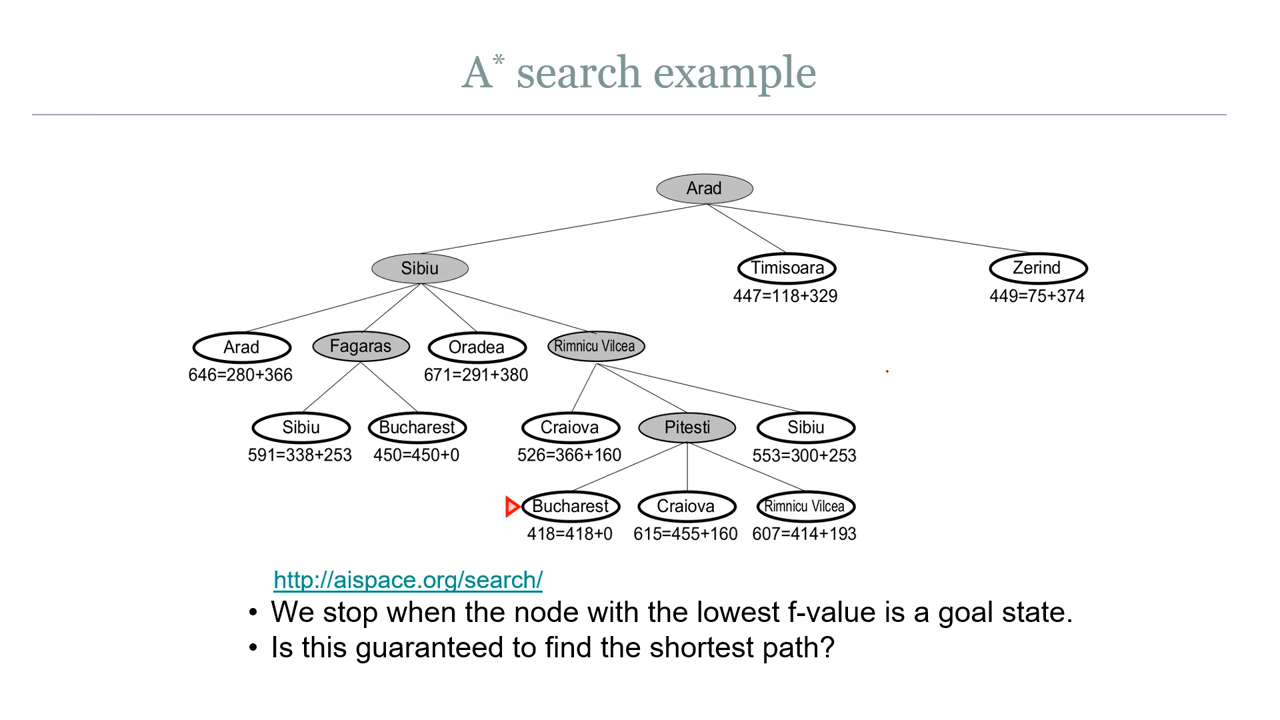 A* search example
Arad
Sibiu
Timisoara
Zerind
447=118+329
449=75+374
Arad
Fagaras
Oradea
Rimnicu Vilcea
646=280+366
671=291+380
Sibiu
Bucharest
Craiova
Pitesti
Sibiu
591=338+253
450=450+0
526=366+160
553=300+253
Bucharest
Craiova
Rimnicu Vilcea
418=418+0
615=455+160
607=414+193
http://aispace.org/search/
• We stop when the node with the lowest f-value is a goal state.
• Is this guaranteed to find the shortest path?